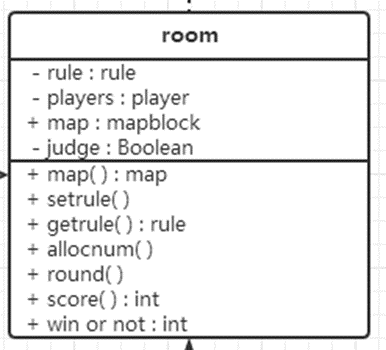 room
- rule : rule
- players : player
+ map : mapblock
- judge : Boolean
+ map( ) : map
+ setrule( )
+ getrule( ) : rule
+ allocnum( )
+ round( )
+ score( ) : int
+ win or not : int